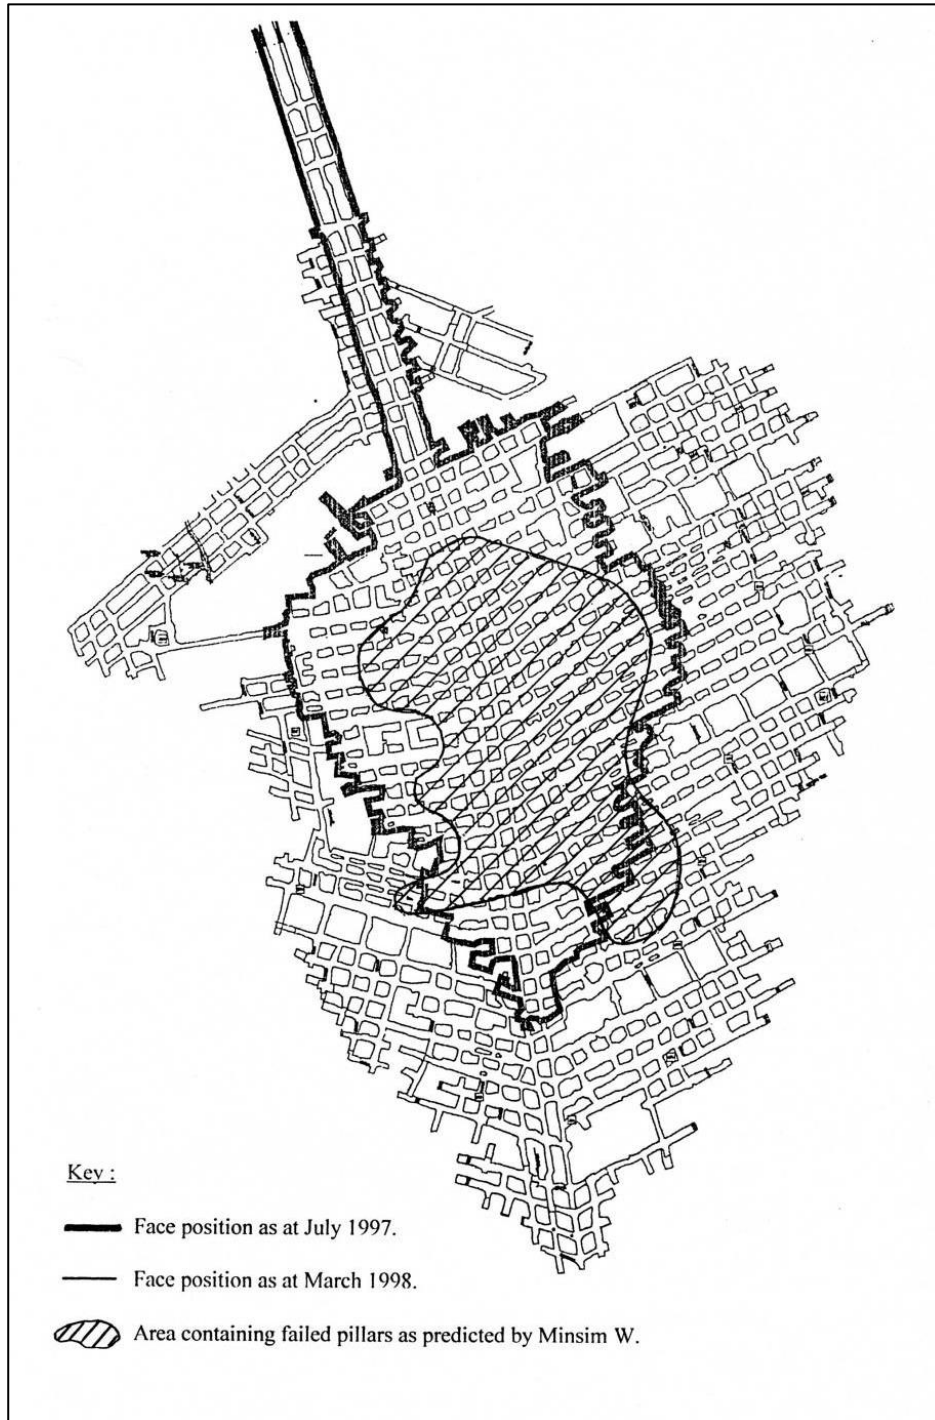 Key :
Face position as at July 1997.
Face position as at March 1998.
Area containing failed pillars as predicted by Minsim W.